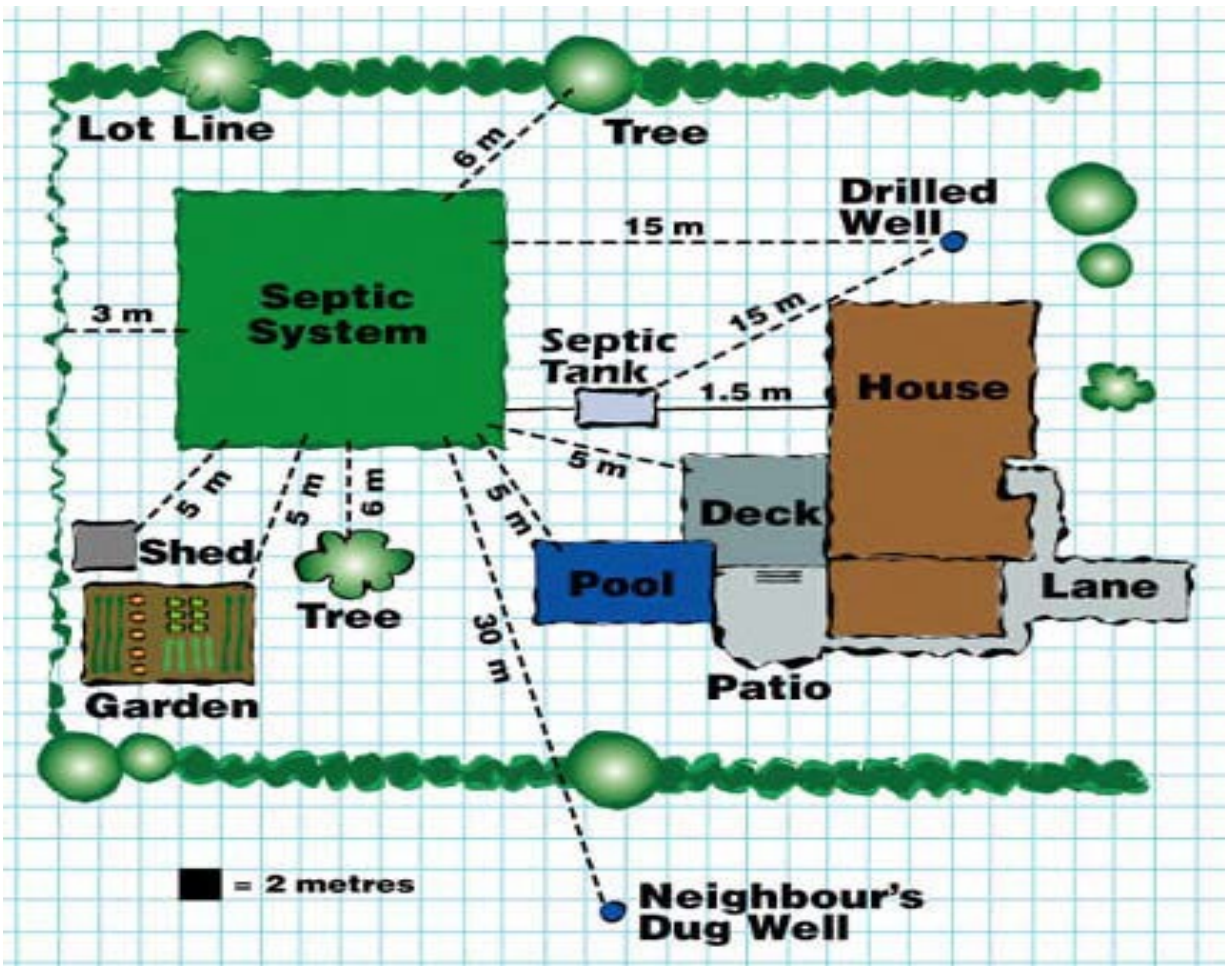 Lot Line
Tree
6 m
Drilled
Well
15 m
3 m
Septic
System
15 m
Septic
Tank
1.5 m
House
5 m
5 m
5 m
6 m
5 m
Deck
Shed
Pool
Lane
Tree
30 m
Garden
Patio
= 2 metres
Neighbour's
Dug Well